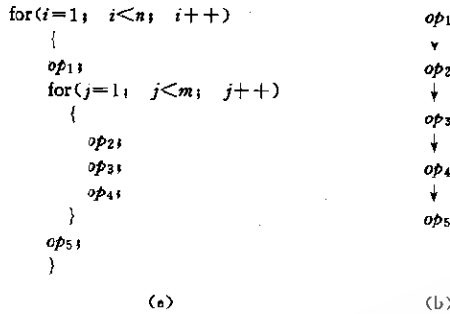 for(i=1; i<n; i++)
{
op1;
for(j=1; j<m; j++)
{
op2;
op3;
op4;
}
op5;
}
(a)
op1
op2
op3
op4
op5
(b)